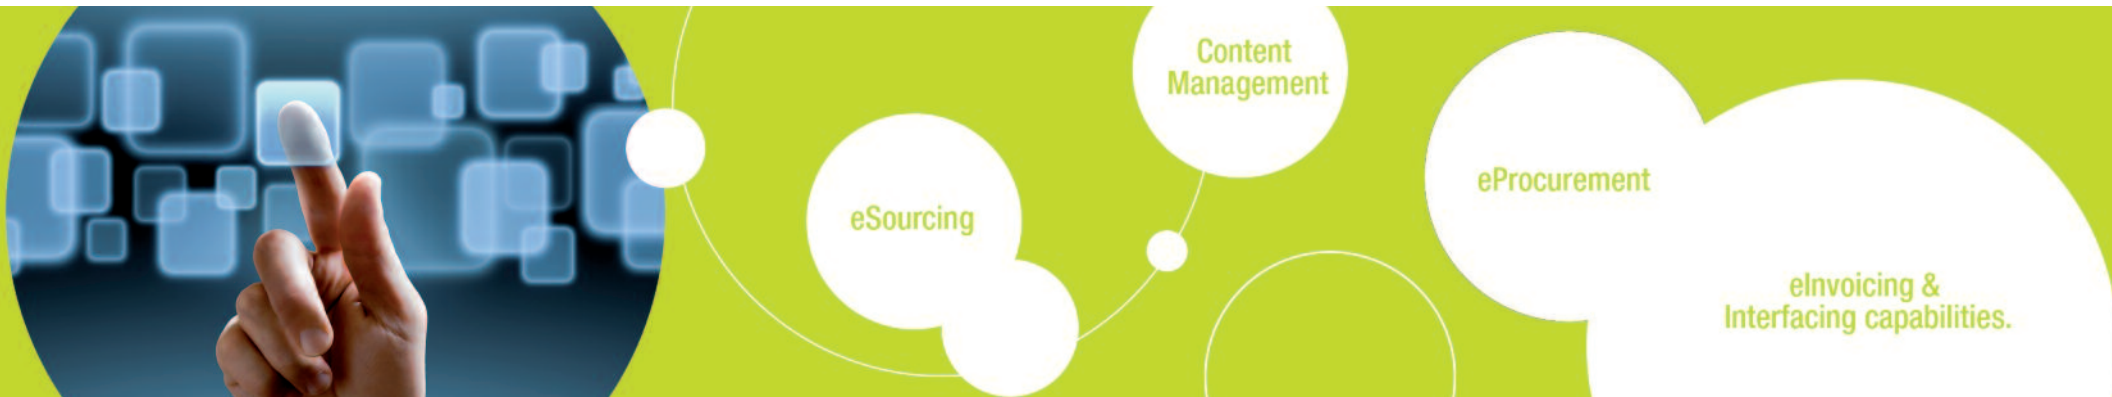 Content
Management
eSourcing
eProcurement
eInvoicing &
Interfacing capabilities.